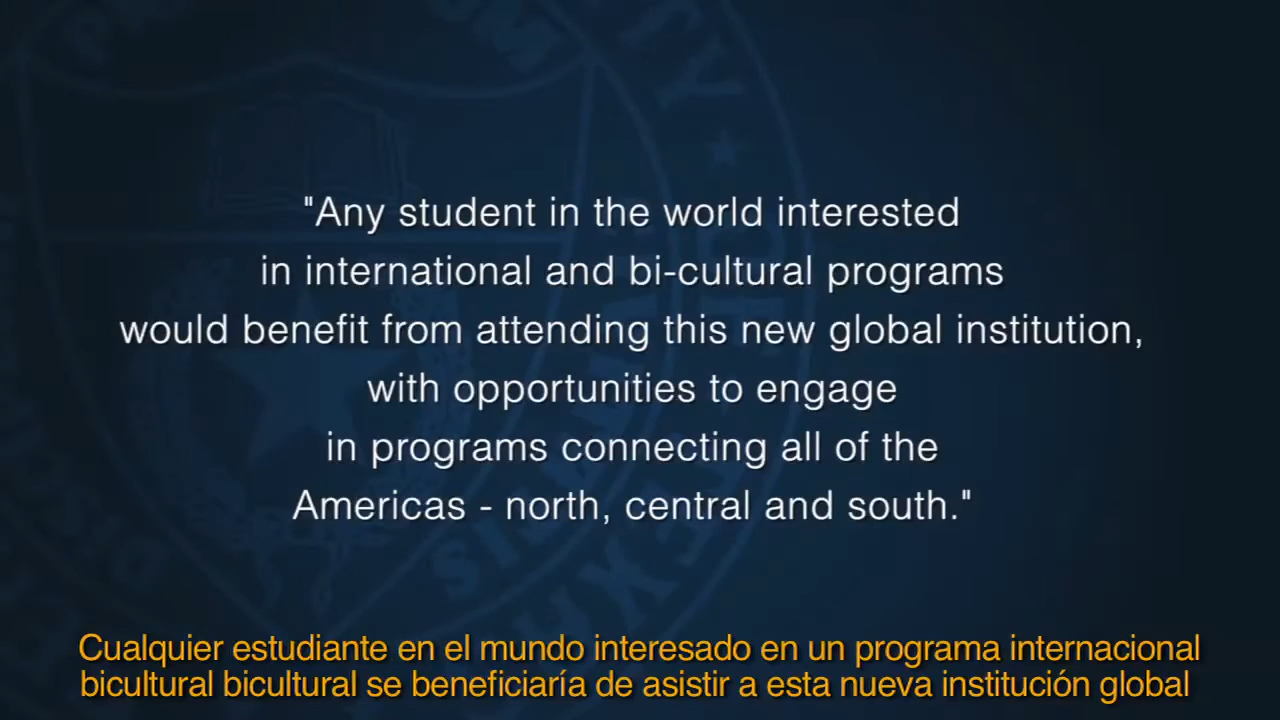 "Any student in the world interested
in international and bi-cultural programs
would benefit from attending this new global institution,
with opportunities to engage
in programs connecting all of the
Americas - north, central and south."
Cualquier estudiante en el mundo interesado en un programa internacional
bicultural bicultural se beneficiaría de asistir a esta nueva institución global